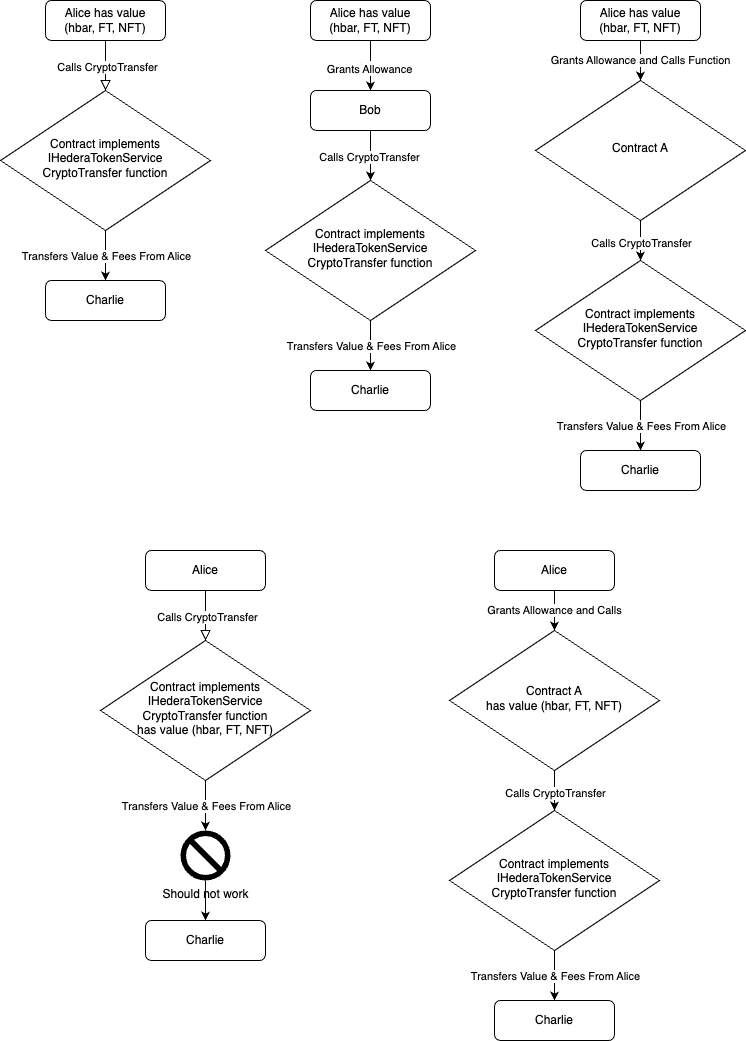 Alice has value
(hbar, FT, NFT)
Calls CryptoTransfer
Contract implements
IHederaTokenService
CryptoTransfer function
Transfers Value & Fees From Alice
Charlie
Alice has value
(hbar, FT, NFT)
Grants Allowance
Bob
Calls CryptoTransfer
Contract implements
IHederaTokenService
CryptoTransfer function
Transfers Value & Fees From Alice
Charlie
Alice has value
(hbar, FT, NFT)
Grants Allowance and Calls Function
Contract A
Calls CryptoTransfer
Contract implements
IHederaTokenService
CryptoTransfer function
Transfers Value & Fees From Alice
Charlie
Alice
Calls CryptoTransfer
Contract implements
IHederaTokenService
CryptoTransfer function
has value (hbar, FT, NFT)
Transfers Value & Fees From Alice
Should not work
Charlie
Alice
Grants Allowance and Calls
Contract A
has value (hbar, FT, NFT)
Calls CryptoTransfer
Contract implements
IHederaTokenService
CryptoTransfer function
Transfers Value & Fees From Alice
Charlie